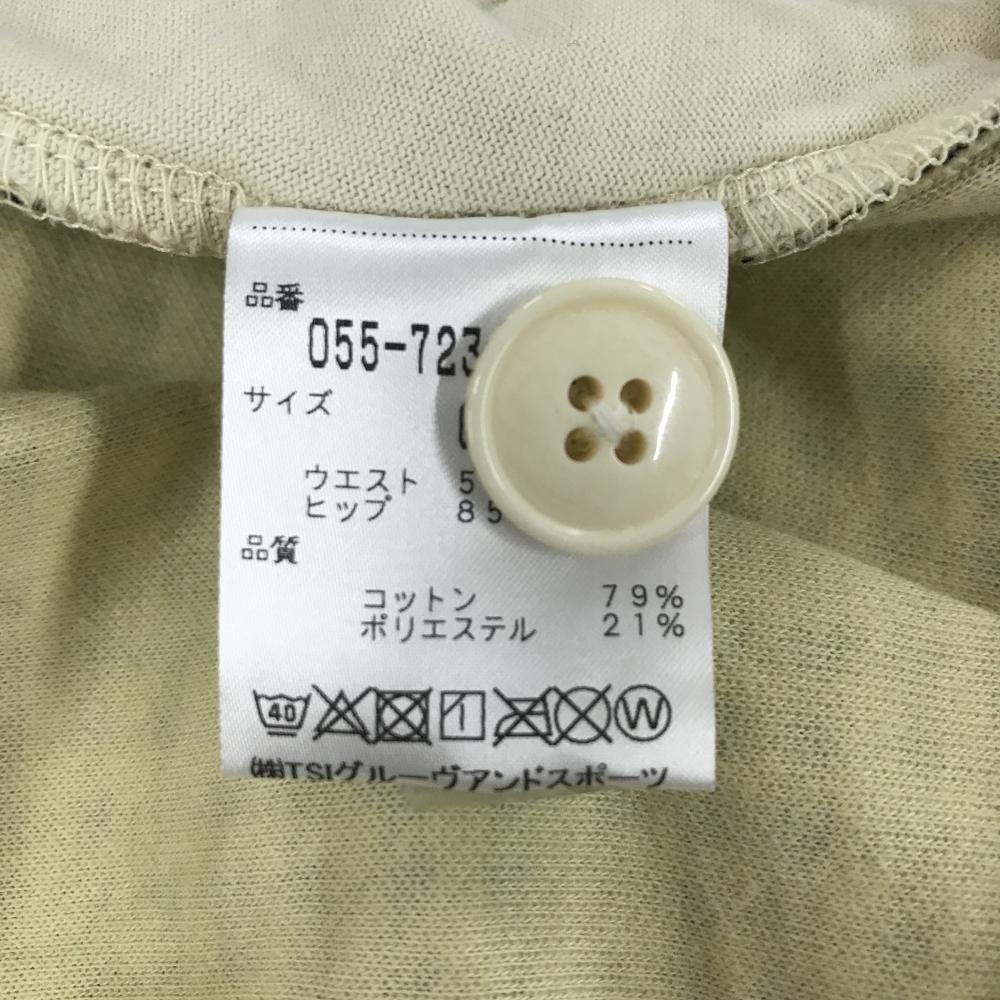 品番
055-723
サイズ
ウエスト 5
ヒップ 85
品質
コットン 79%
ポリエステル 21%
40 W
(株)TSIグルーヴアンドスポーツ